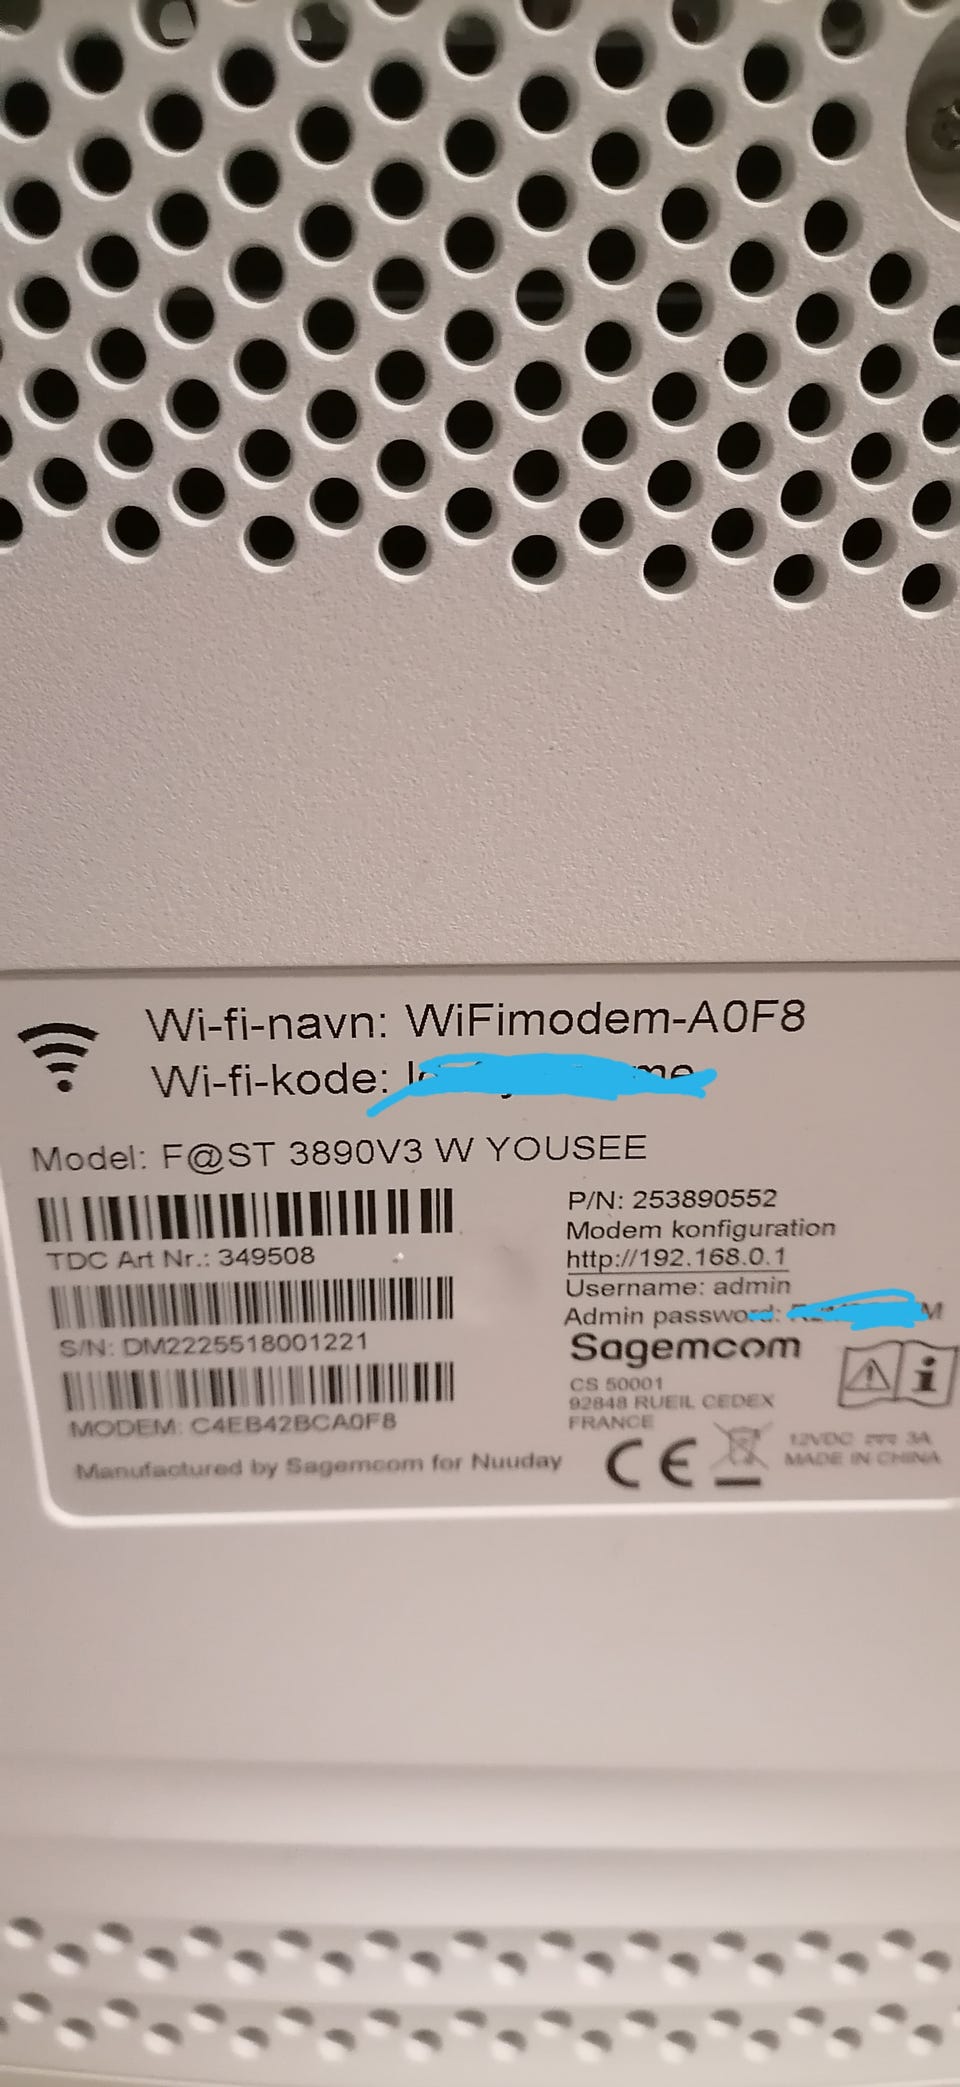 Wi-fi-navn: WiFimodem-A0F8
Wi-fi-kode:
Model: F@ST 3890V3 W YOUSEE
TDC Art Nr.: 349508
S/N: DM2225518001221
MODEM: C4EB42BCA0F8
Manufactured by Sagemcom for Nuuday
P/N: 253890552
Modem konfiguration
http://192.168.0.1
Username: admin
Admin password:
Sagemcom
CS 50001
92848 RUEIL CEDEX
FRANCE
CE
12VDC 3A
MADE IN CHINA